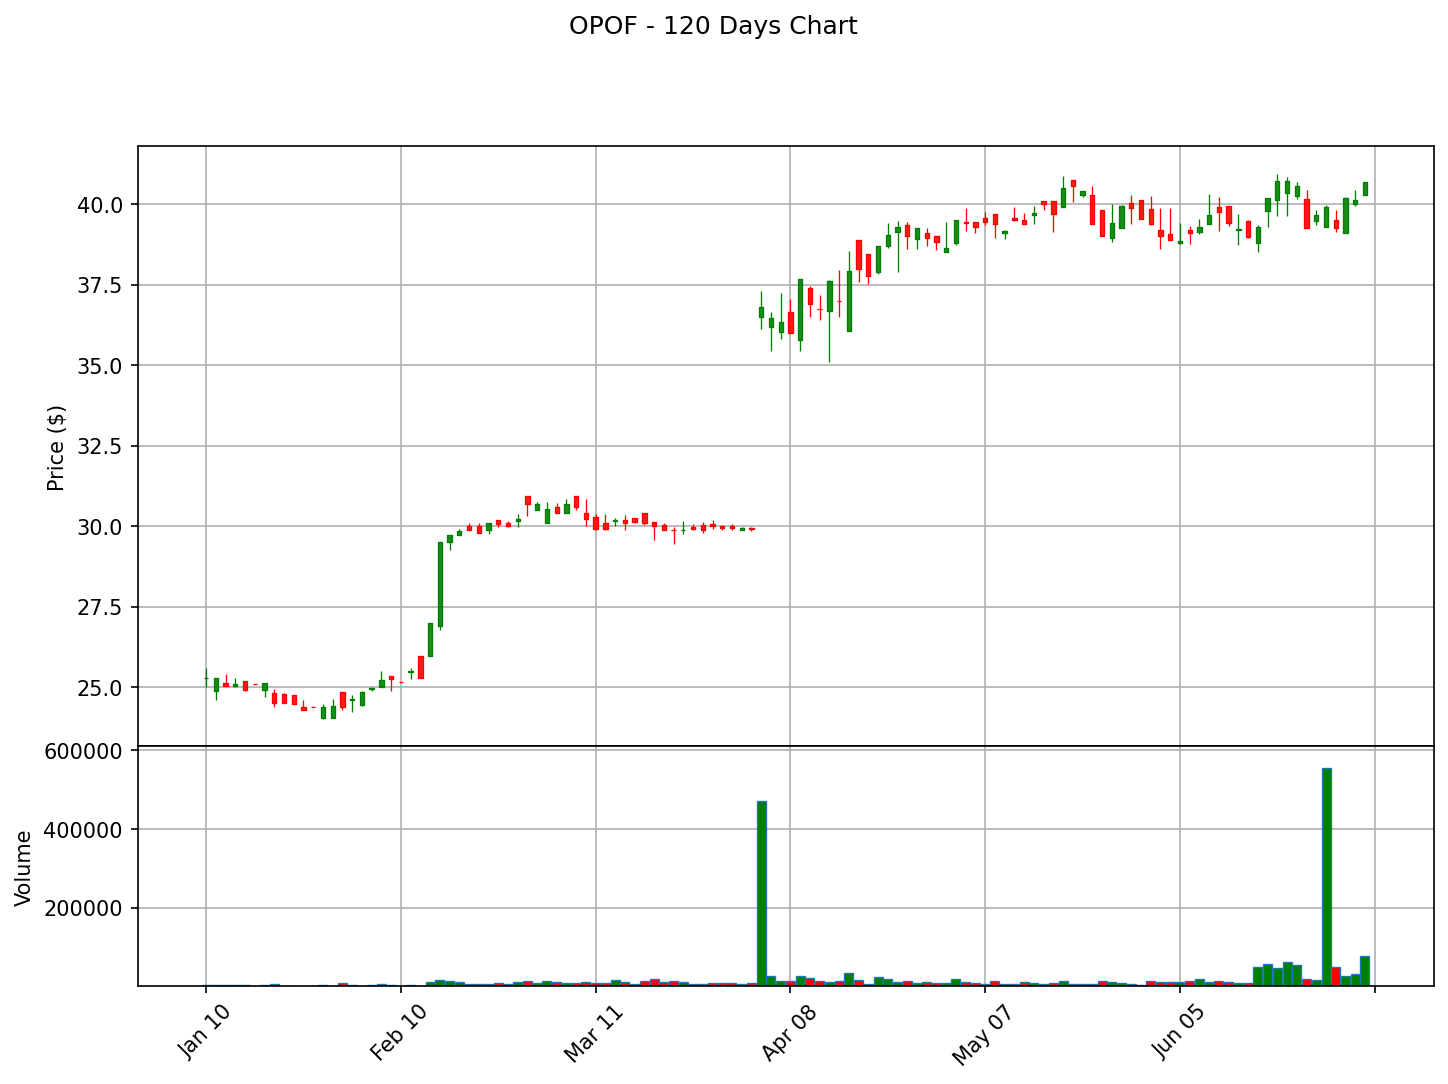 OPOF - 120 Days Chart
Price ($)
40.0
37.5
35.0
32.5
30.0
27.5
25.0
Volume
600000
400000
200000
Jan 10
Feb 10
Mar 11
Apr 08
May 07
Jun 05